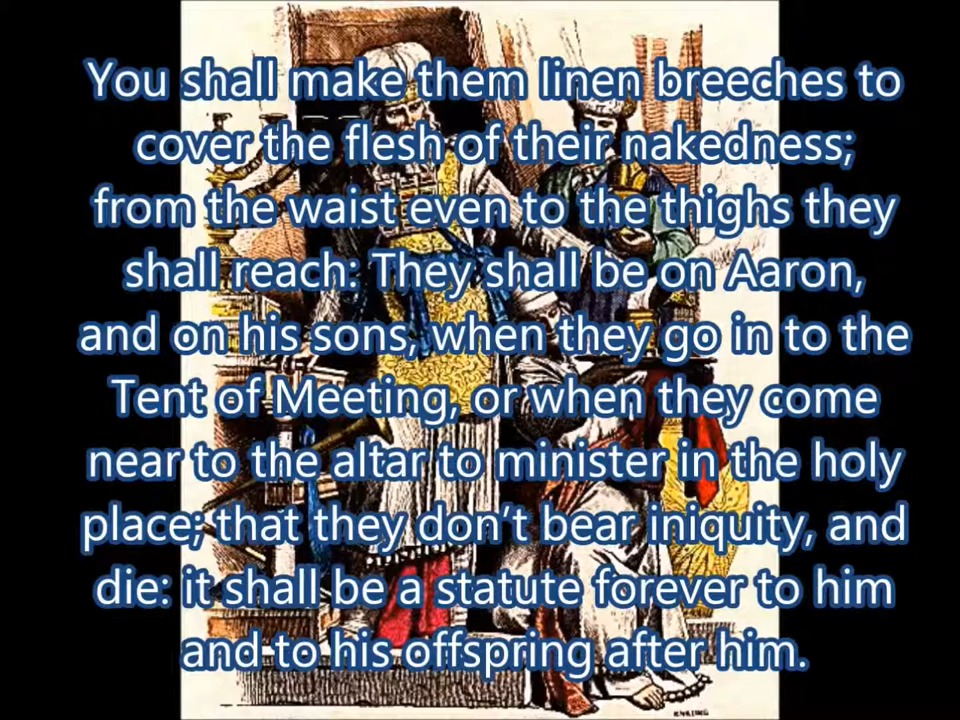 You shall make them linen breeches to
cover the flesh of their nakedness;
from the waist even to the thighs they
shall reach: They shall be on Aaron,
and on his sons, when they go in to the
Tent of Meeting, or when they come
near to the altar to minister in the holy
place; that they don’t bear iniquity, and
die: it shall be a statute forever to him
and to his offspring after him.